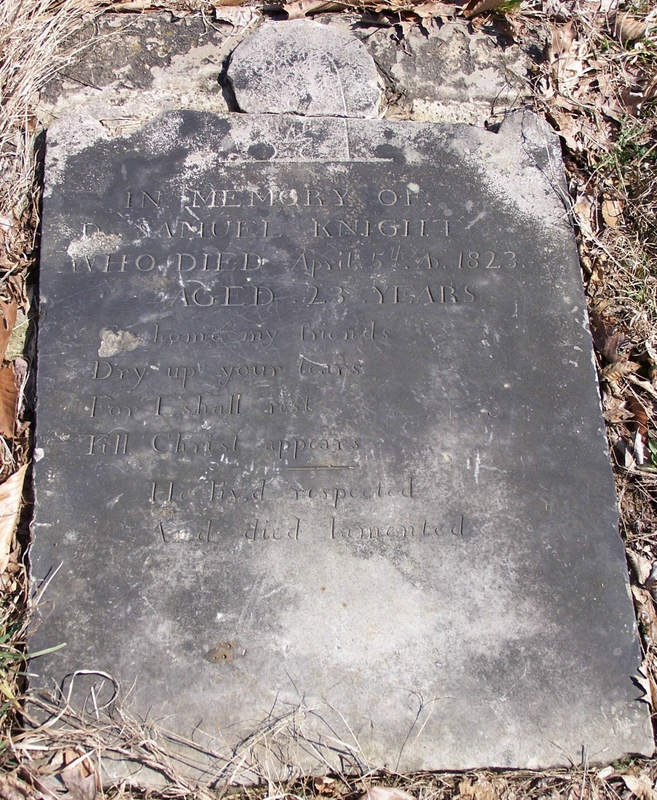 IN MEMORY OF
D. SAMUEL KNIGHT
WHO DIED April 5th A. 1823.
AGED 23 YEARS
home my friends
Dry up your tears
For I shall rest
Till Christ appears
He liv,d respected
And died lamented